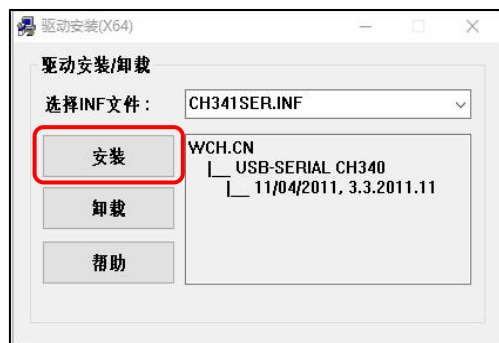 驱动安装(X64)
驱动安装/卸载
选择INF文件：
CH341SER.INF
安装
WCH.CN
|__ USB-SERIAL CH340
|__ 11/04/2011, 3.3.2011.11
卸载
帮助